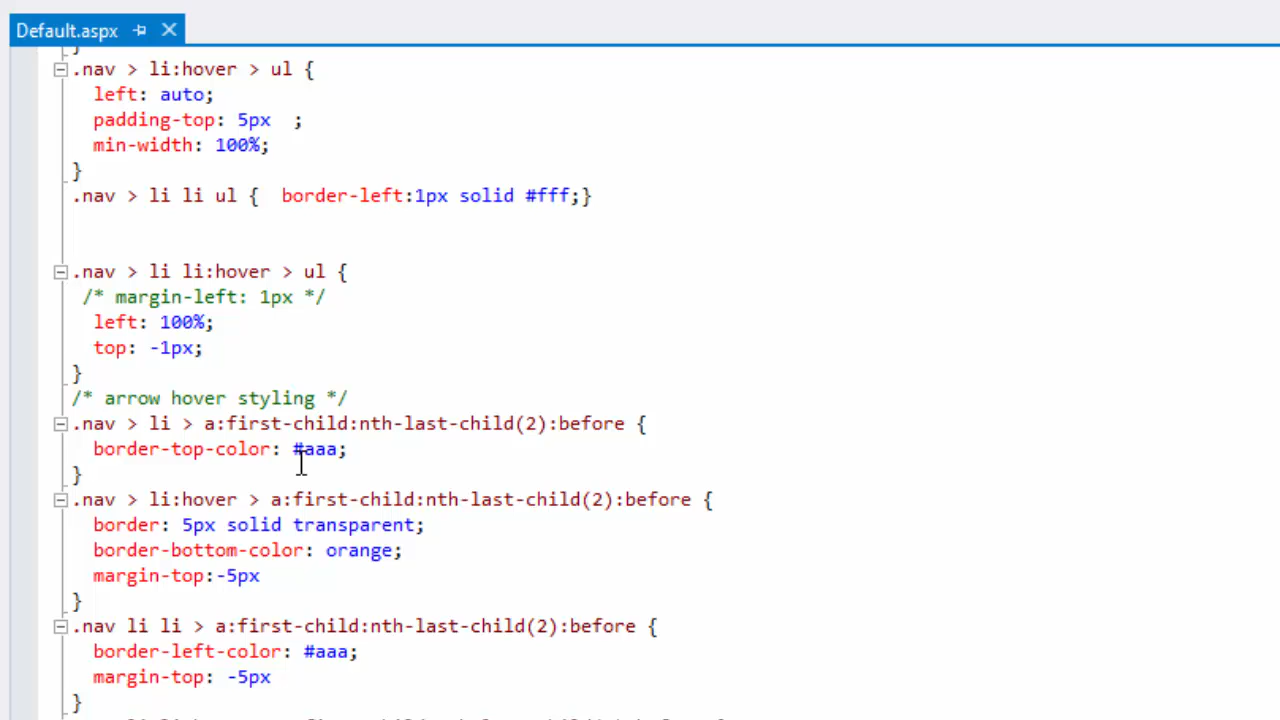 Default.aspx
}
.nav > li:hover > ul {
left: auto;
padding-top: 5px  ;
min-width: 100%;
}
.nav > li li ul {  border-left:1px solid #fff;}
.nav > li li:hover > ul {
/* margin-left: 1px */
left: 100%;
top: -1px;
}
/* arrow hover styling */
.nav > li > a:first-child:nth-last-child(2):before {
border-top-color: #aaa;
}
.nav > li:hover > a:first-child:nth-last-child(2):before {
border: 5px solid transparent;
border-bottom-color: orange;
margin-top:-5px
}
.nav li li > a:first-child:nth-last-child(2):before {
border-left-color: #aaa;
margin-top: -5px
}